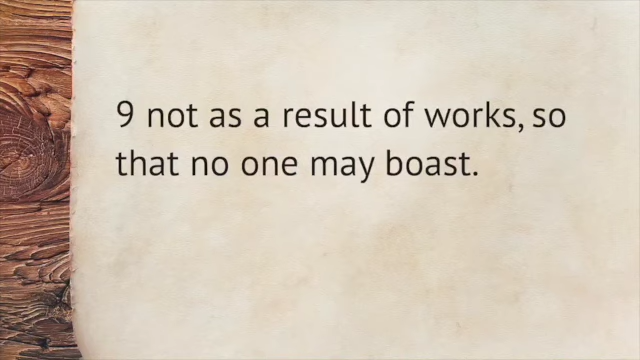 9 not as a result of works, so
that no one may boast.